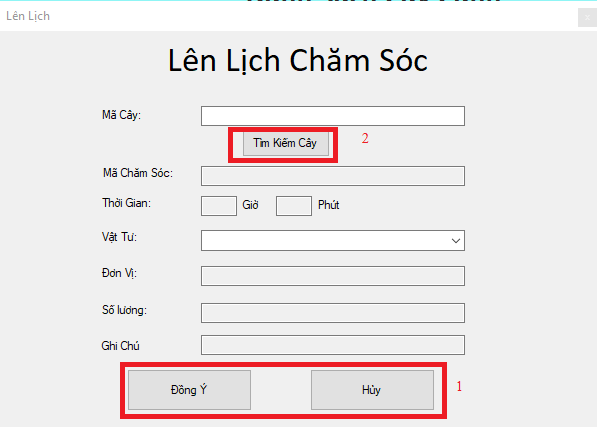 Lên Lịch
Lên Lịch Chăm Sóc
Mã Cây:
Tìm Kiếm Cây 2
Mã Chăm Sóc:
Thời Gian: Giờ Phút
Vật Tư:
Đơn Vị:
Số lương:
Ghi Chú
Đồng Ý Hủy 1